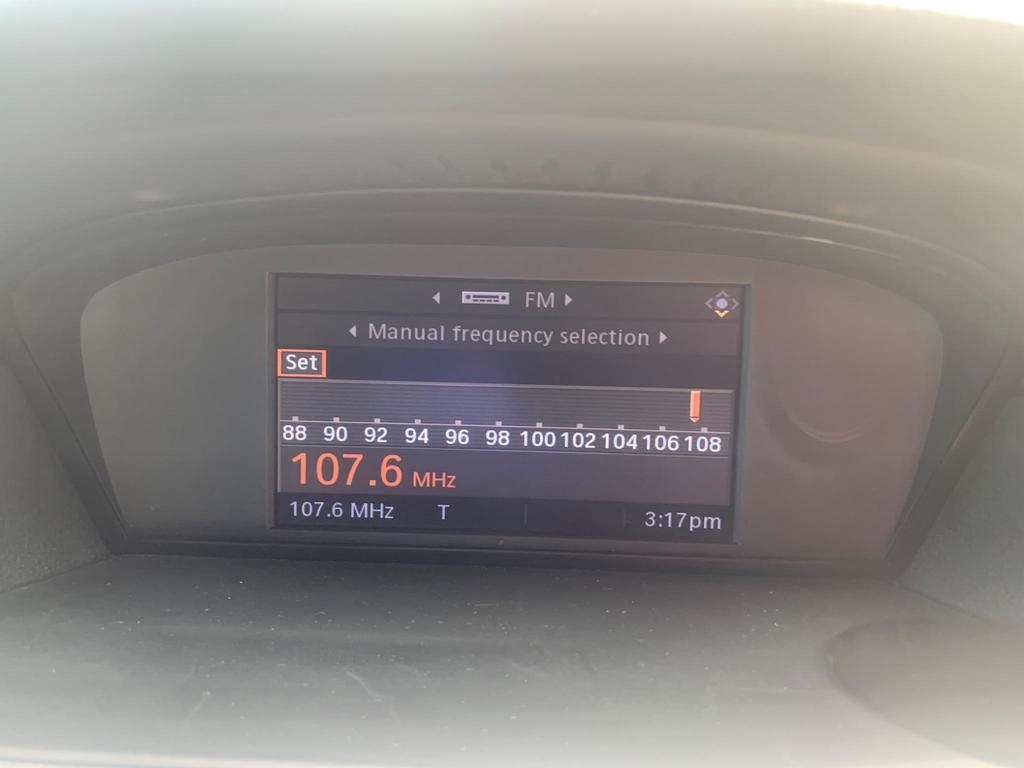 FM
Manual frequency selection
Set
88 90 92 94 96 98 100 102 104 106 108
107.6 MHz
107.6 MHz T 3:17pm